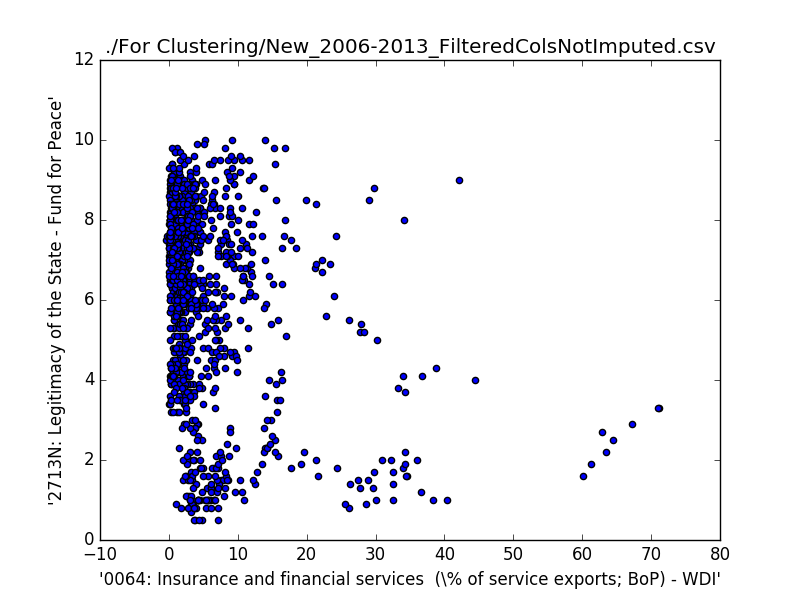 ./For Clustering/New_2006-2013_FilteredColsNotImputed.csv
12
10
8
6
4
2
0
'2713N: Legitimacy of the State - Fund for Peace'
−10 0 10 20 30 40 50 60 70 80
'0064: Insurance and financial services  (\% of service exports; BoP) - WDI'